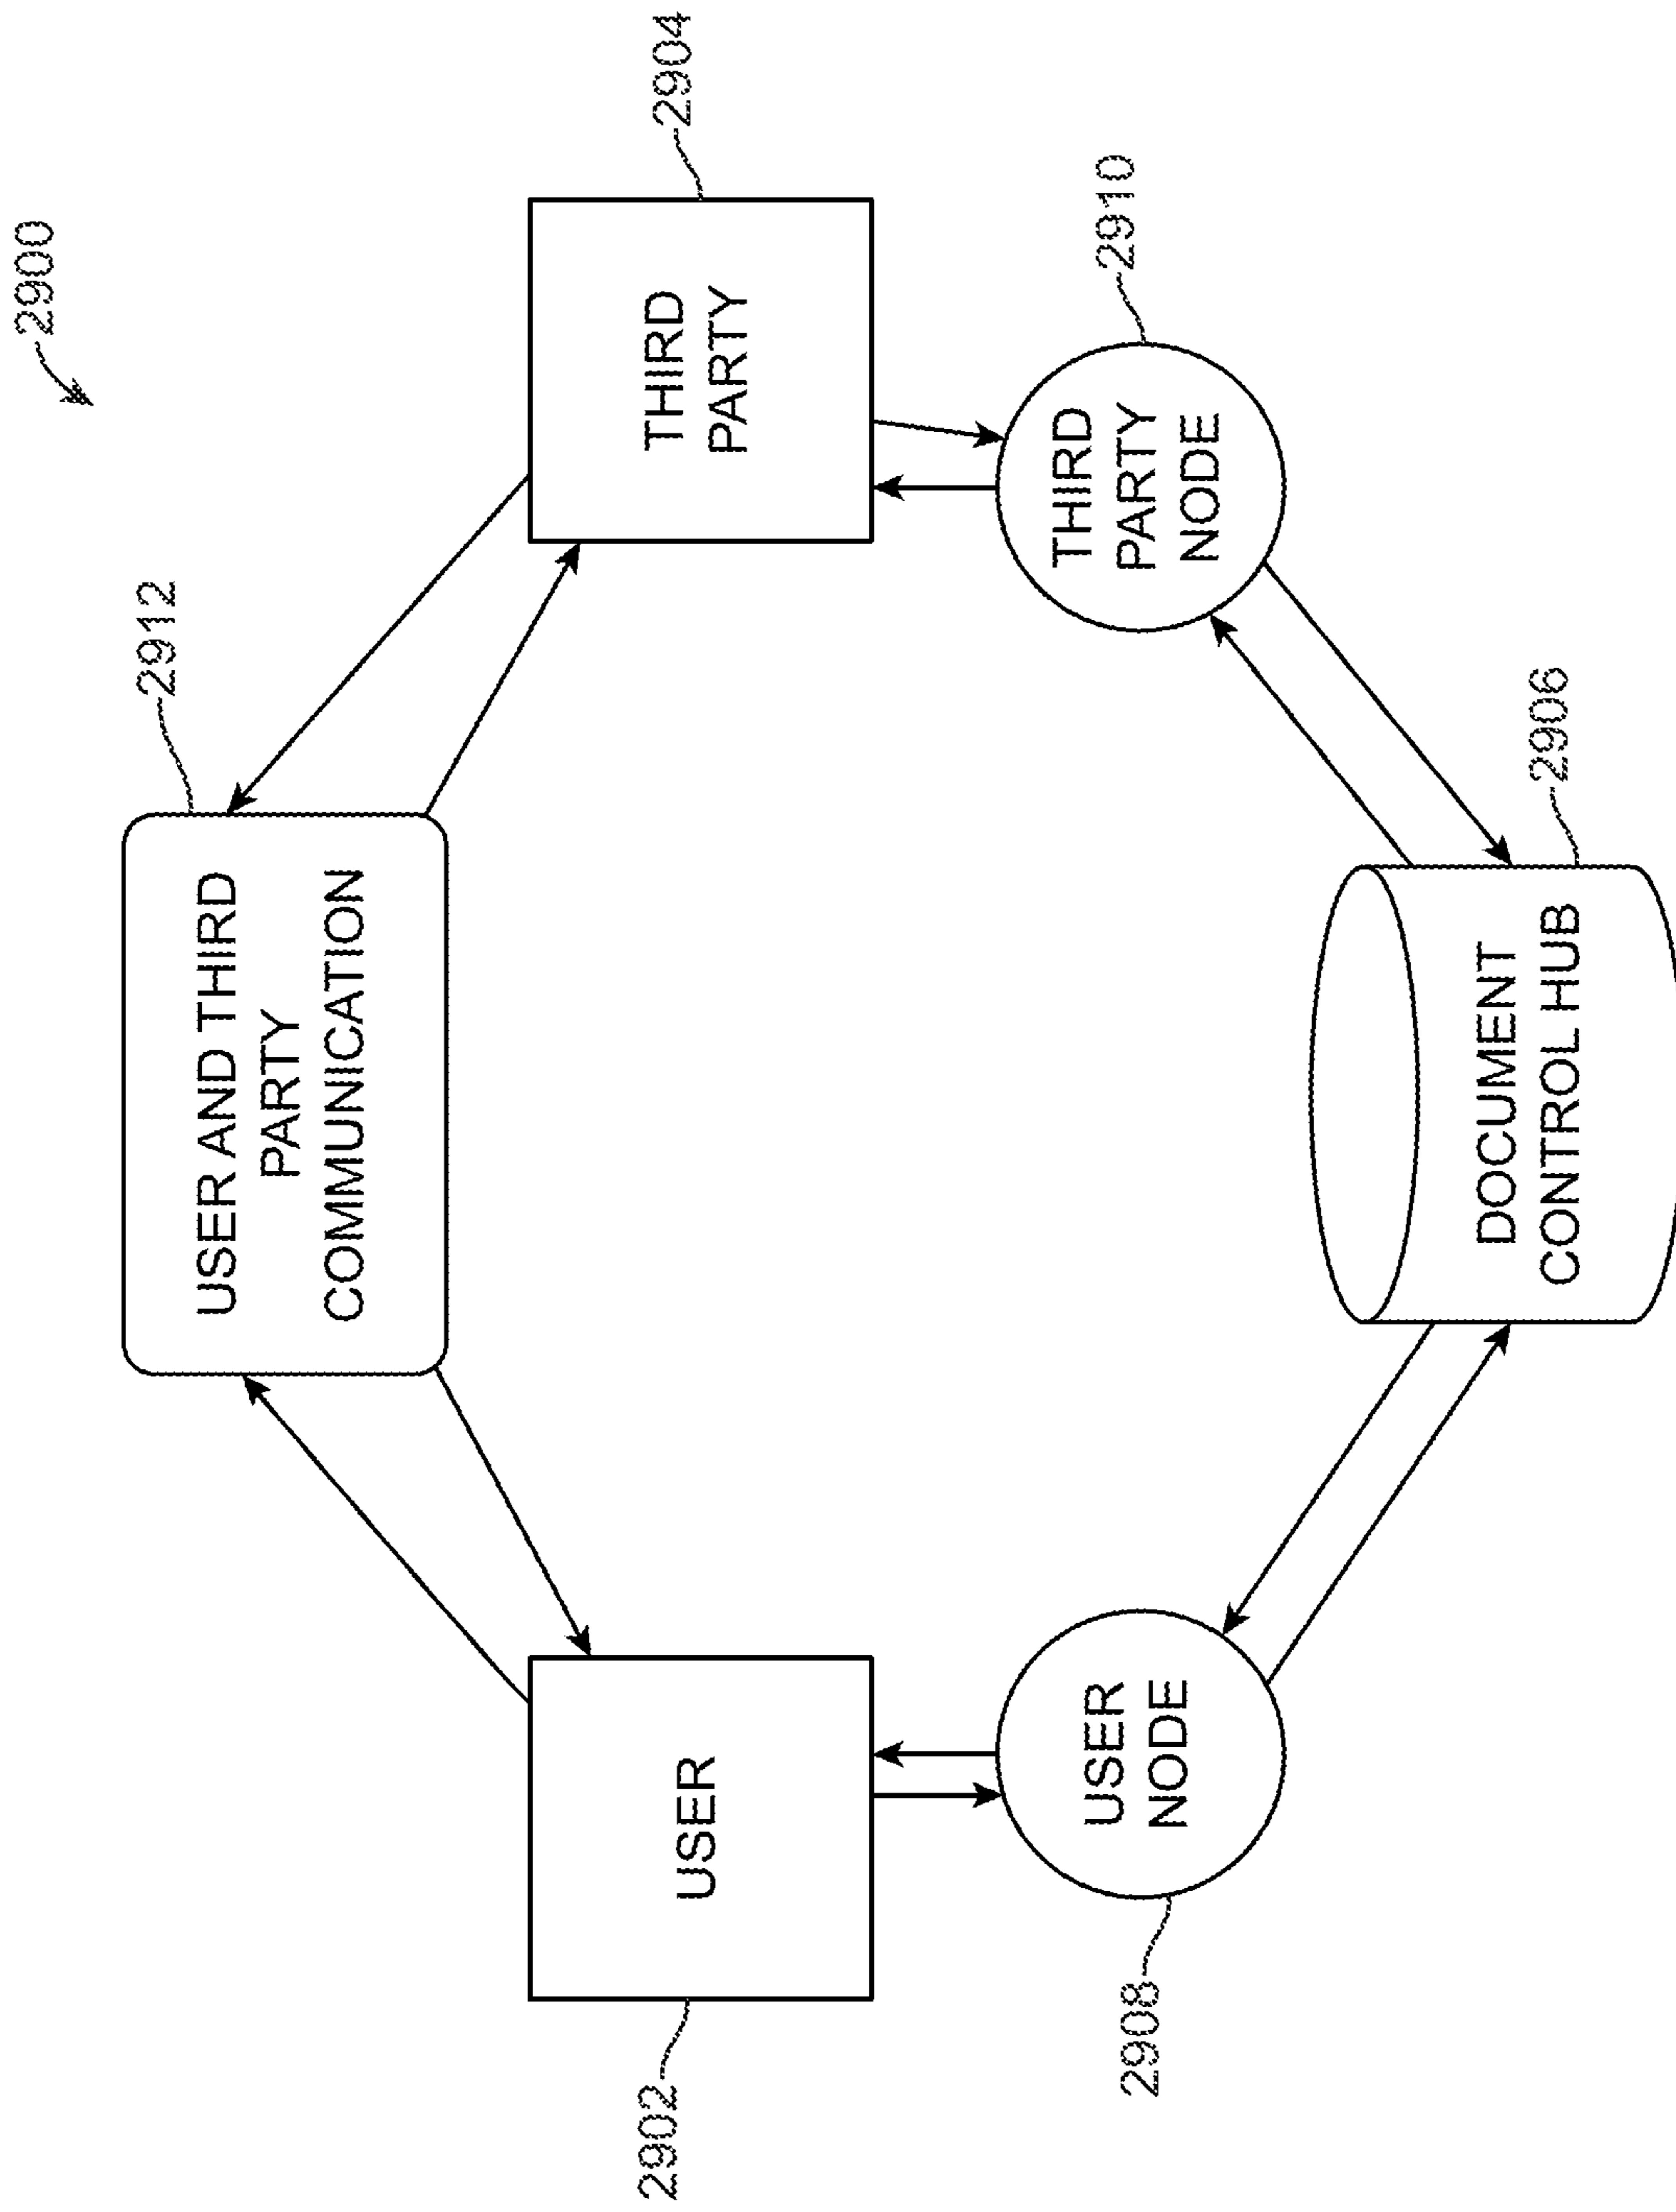 2900
2912
USER AND THIRD
PARTY
COMMUNICATION
2902
USER
THIRD
PARTY
2904
2908
USER
NODE
THIRD
PARTY
NODE
2910
DOCUMENT
CONTROL HUB
2906